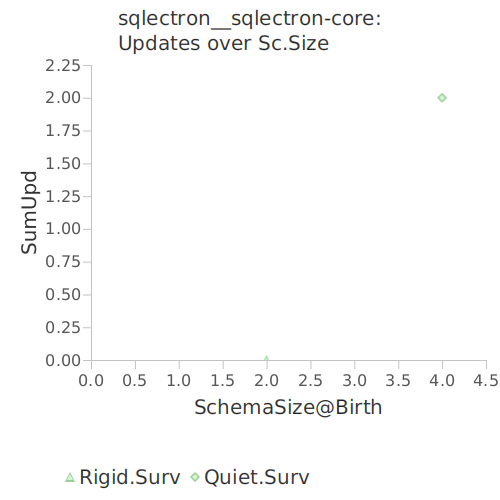 sqlectron__sqlectron-core:
Updates over Sc.Size
2.25
2.00
1.75
1.50
1.25
1.00
0.75
0.50
0.25
0.00
SumUpd
0.0 0.5 1.0 1.5 2.0 2.5 3.0 3.5 4.0 4.5
SchemaSize@Birth
Rigid.Surv Quiet.Surv